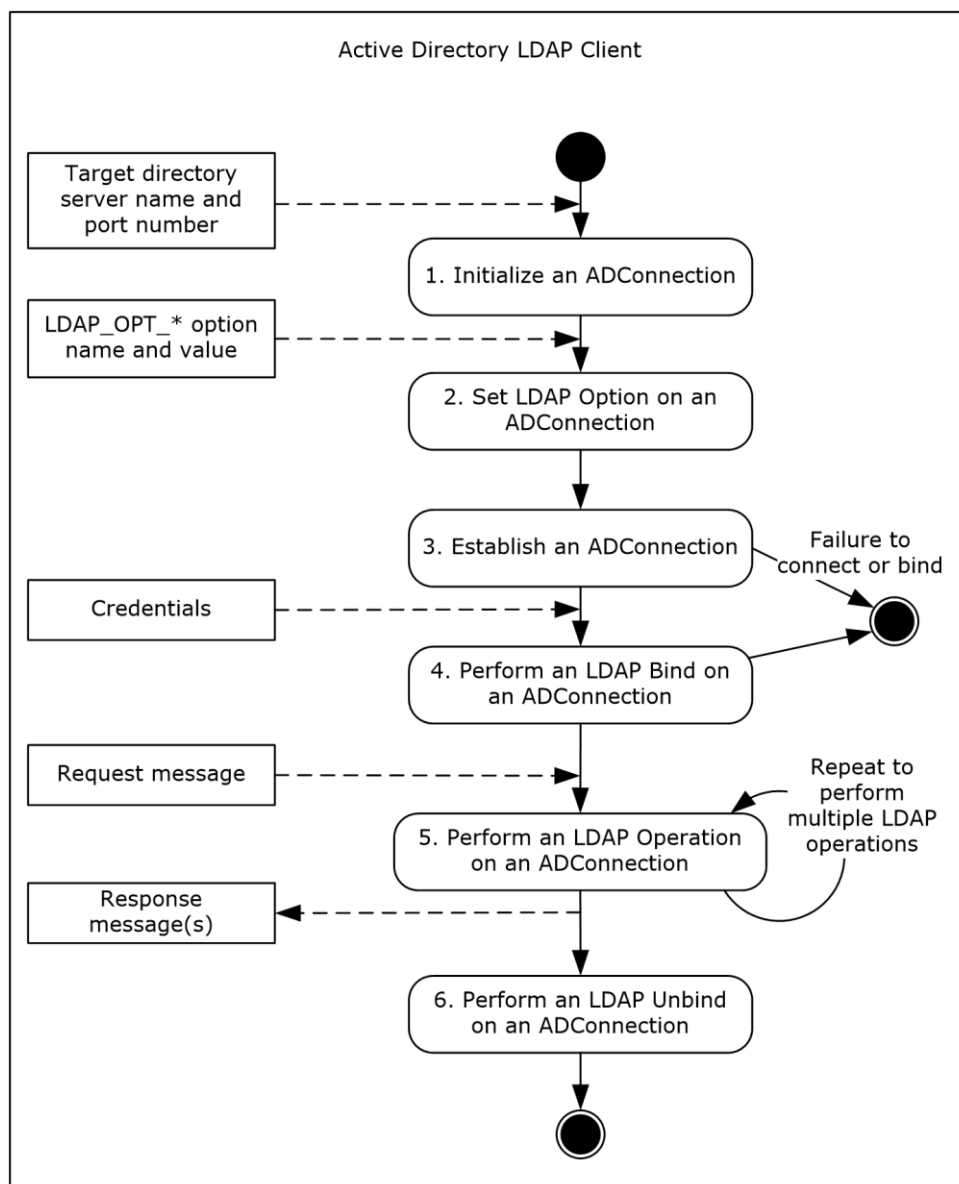 Active Directory LDAP Client
Target directory
server name and
port number
1. Initialize an ADConnection
LDAP_OPT_* option
name and value
2. Set LDAP Option on an
ADConnection
3. Establish an ADConnection
Failure to
connect or bind
Credentials
4. Perform an LDAP Bind on
an ADConnection
Request message
Repeat to
perform
multiple LDAP
operations
5. Perform an LDAP Operation
on an ADConnection
Response
message(s)
6. Perform an LDAP Unbind
on an ADConnection